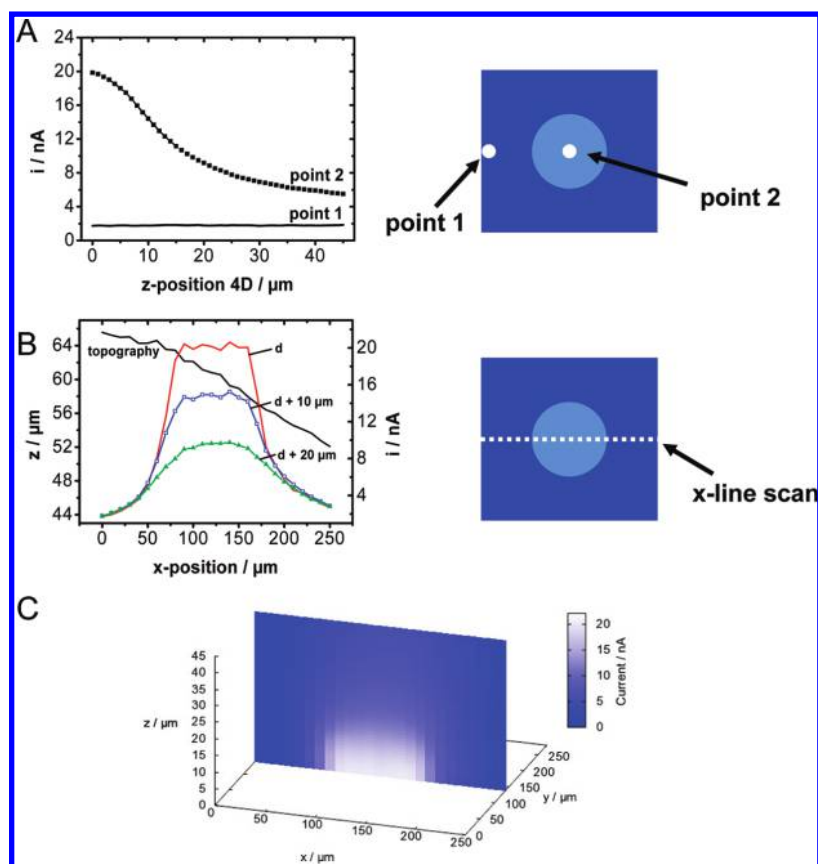 A
i / nA
20
16
12
8
4
0
point 2
point 1
0 10 20 30 40
z-position 4D / µm
point 1
point 2
B
z / µm
64
60
56
52
48
44
topography
d
d + 10 µm
d + 20 µm
20
16
12
8
4
i / nA
0 50 100 150 200 250
x-position / µm
x-line scan
C
z / µm
45
40
35
30
25
20
15
10
5
0
0
50
100
150
200
250
x / µm
0
50
100
150
200
250
y / µm
20
15
10
5
0
Current / nA